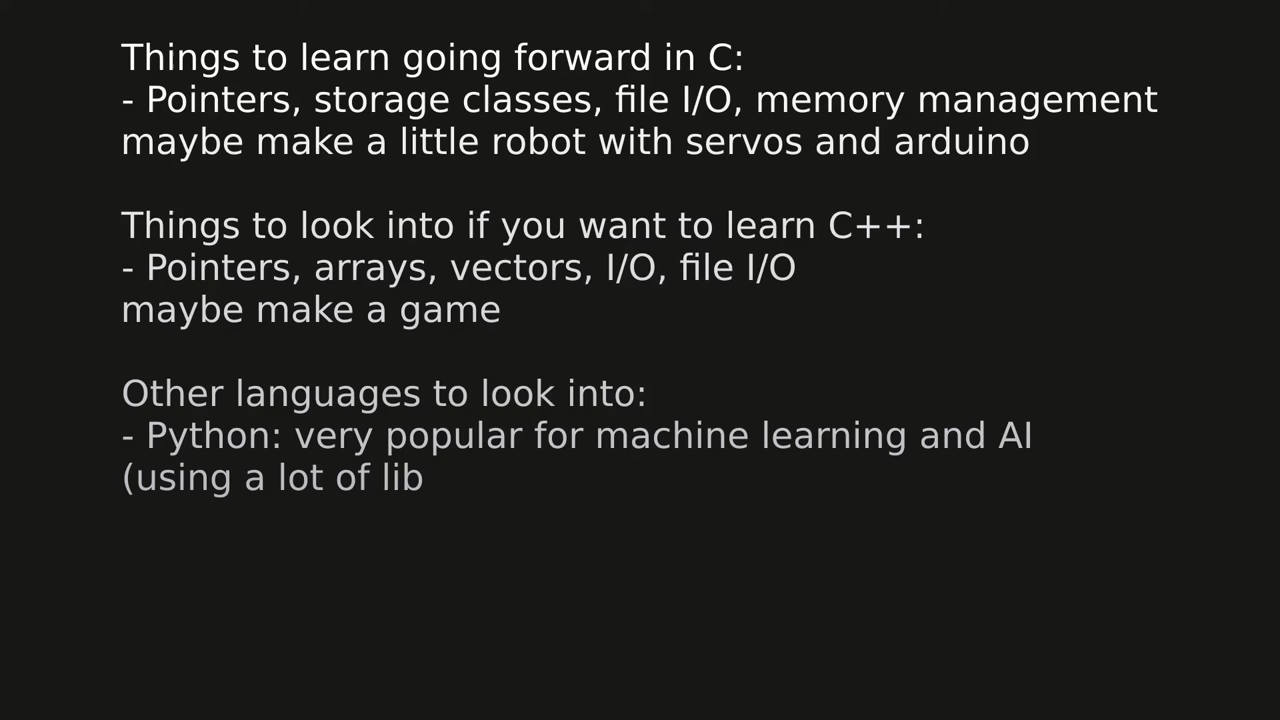 Things to learn going forward in C:
- Pointers, storage classes, file I/O, memory management
maybe make a little robot with servos and arduino
Things to look into if you want to learn C++:
- Pointers, arrays, vectors, I/O, file I/O
maybe make a game
Other languages to look into:
- Python: very popular for machine learning and AI
(using a lot of lib